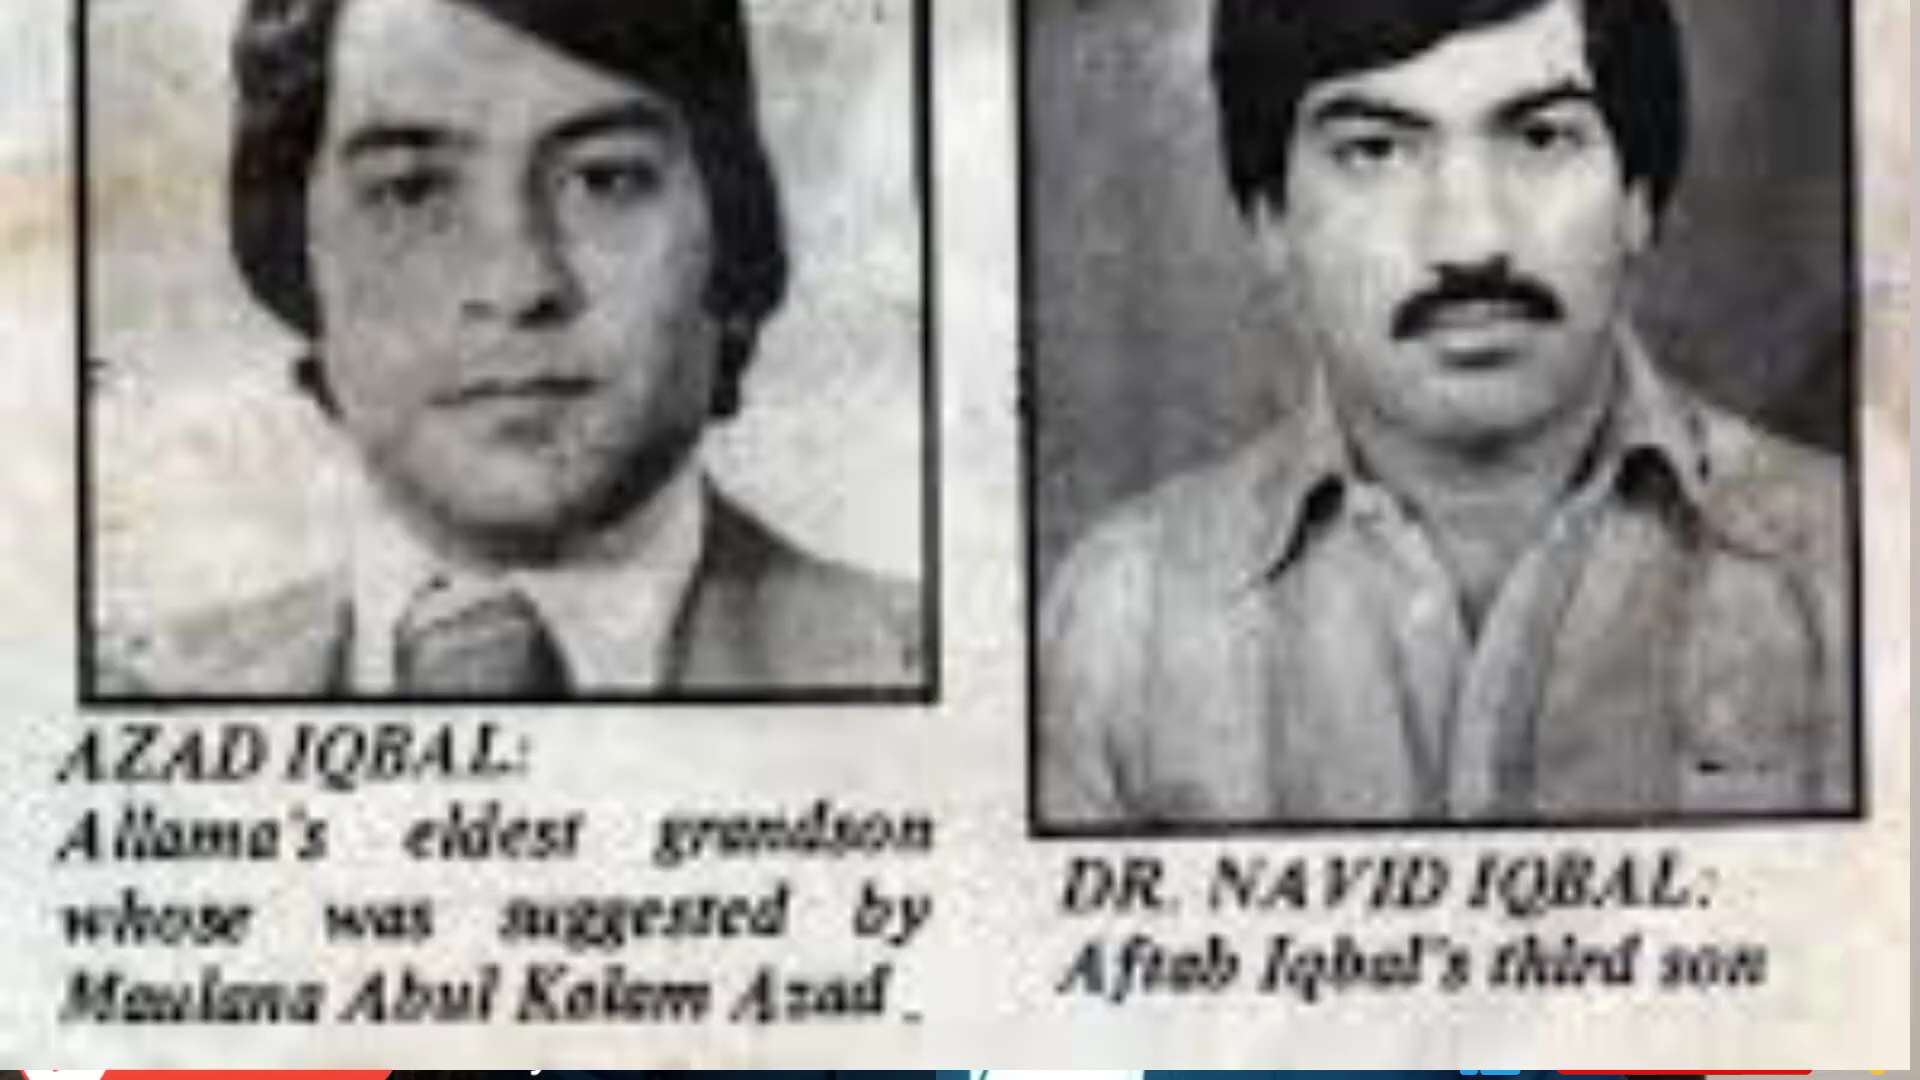 AZAD IQBAL:
Allama's eldest grandson
whose was suggested by
Maulana Abul Kalam Azad.
DR. NAVID IQBAL:
Aftab Iqbal's third son